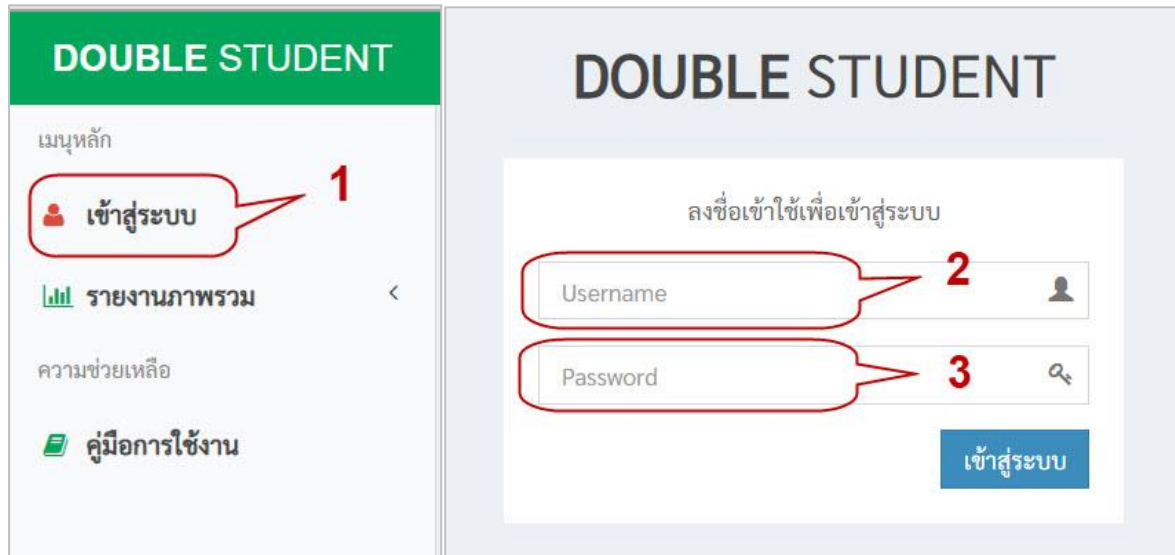 DOUBLE STUDENT
เมนุหลัก
เข้าสู่ระบบ
1
รายงานภาพรวม
ความช่วยเหลือ
คู่มือการใช้งาน
DOUBLE STUDENT
ลงชื่อเข้าใช้เพื่อเข้าสู่ระบบ
Username
2
Password
3
เข้าสู่ระบบ